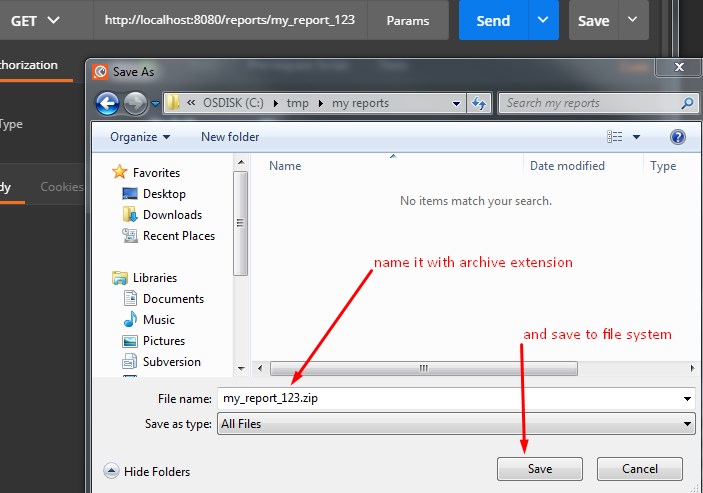 GET http://localhost:8080/reports/my_report_123 Params Send Save
thorization
Save As
Type
« OSDISK (C:) tmp my reports Search my reports
Organize New folder
dy Cookies
Favorites
Desktop
Downloads
Recent Places
Libraries
Documents
Music
Pictures
Subversion
Name Date modified Type
No items match your search.
name it with archive extension
and save to file system
File name: my_report_123.zip
Save as type: All Files
Hide Folders Save Cancel